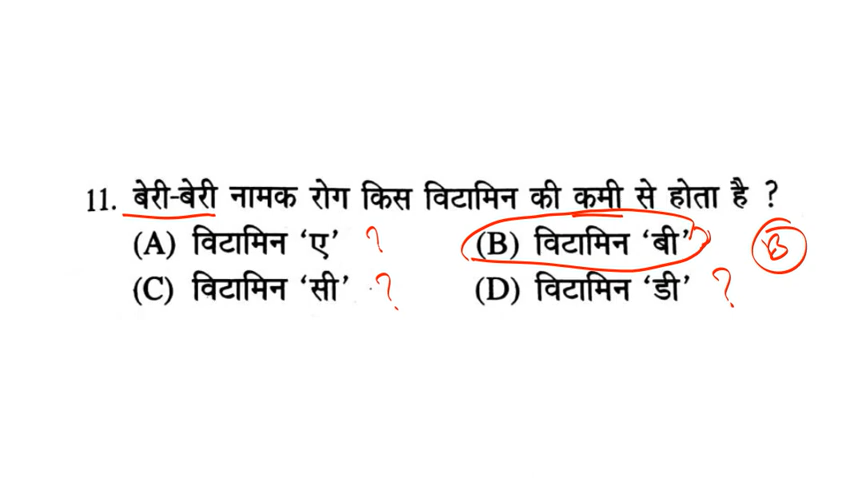 11. बेरी-बेरी नामक रोग किस विटामिन की कमी से होता है ?
(A) विटामिन ‘ए’ ? (B) विटामिन ‘बी’ B
(C) विटामिन ‘सी’ ? (D) विटामिन ‘डी’ ?